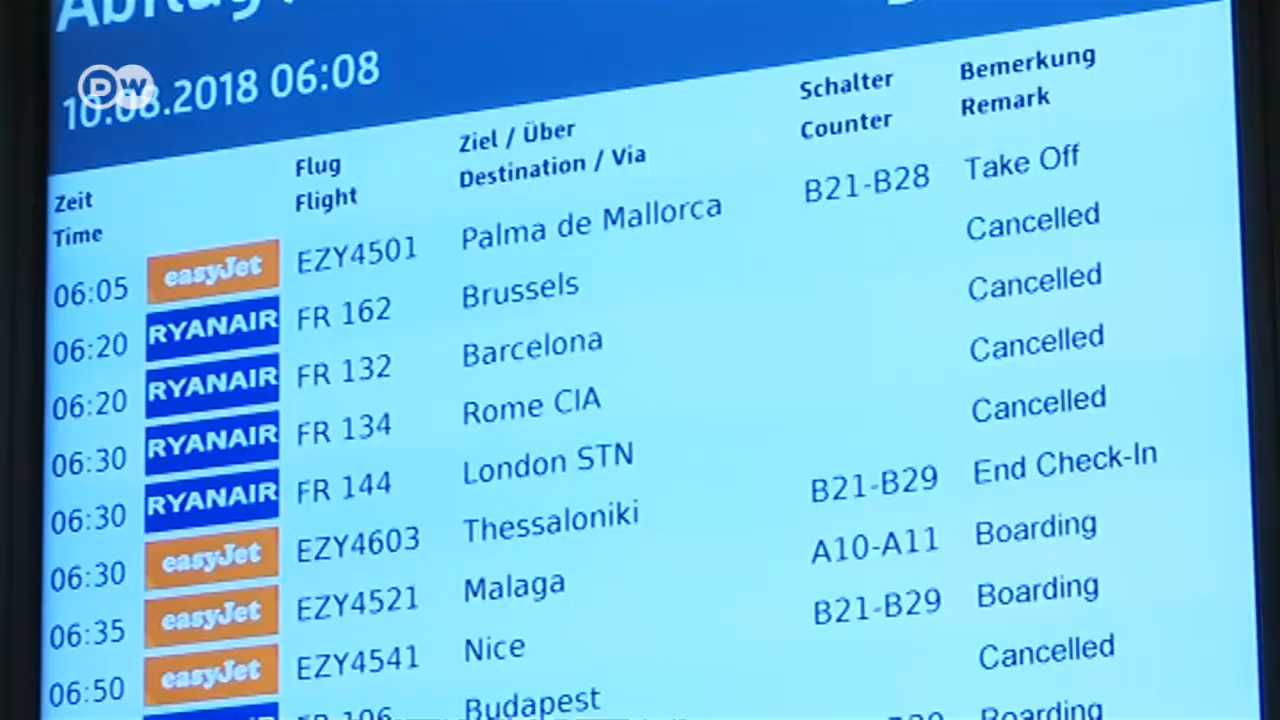 Abflug
DW
10.08.2018 06:08
Zeit Flug Ziel / Über Schalter Bemerkung
Time Flight Destination / Via Counter Remark
06:05 easyJet EZY4501 Palma de Mallorca B21-B28 Take Off
06:20 RYANAIR FR 162 Brussels Cancelled
06:20 RYANAIR FR 132 Barcelona Cancelled
06:30 RYANAIR FR 134 Rome CIA Cancelled
06:30 RYANAIR FR 144 London STN Cancelled
06:30 easyJet EZY4603 Thessaloniki B21-B29 End Check-In
06:35 easyJet EZY4521 Malaga A10-A11 Boarding
06:50 easyJet EZY4541 Nice B21-B29 Boarding
RYANAIR FR 106 Budapest Cancelled
Boarding